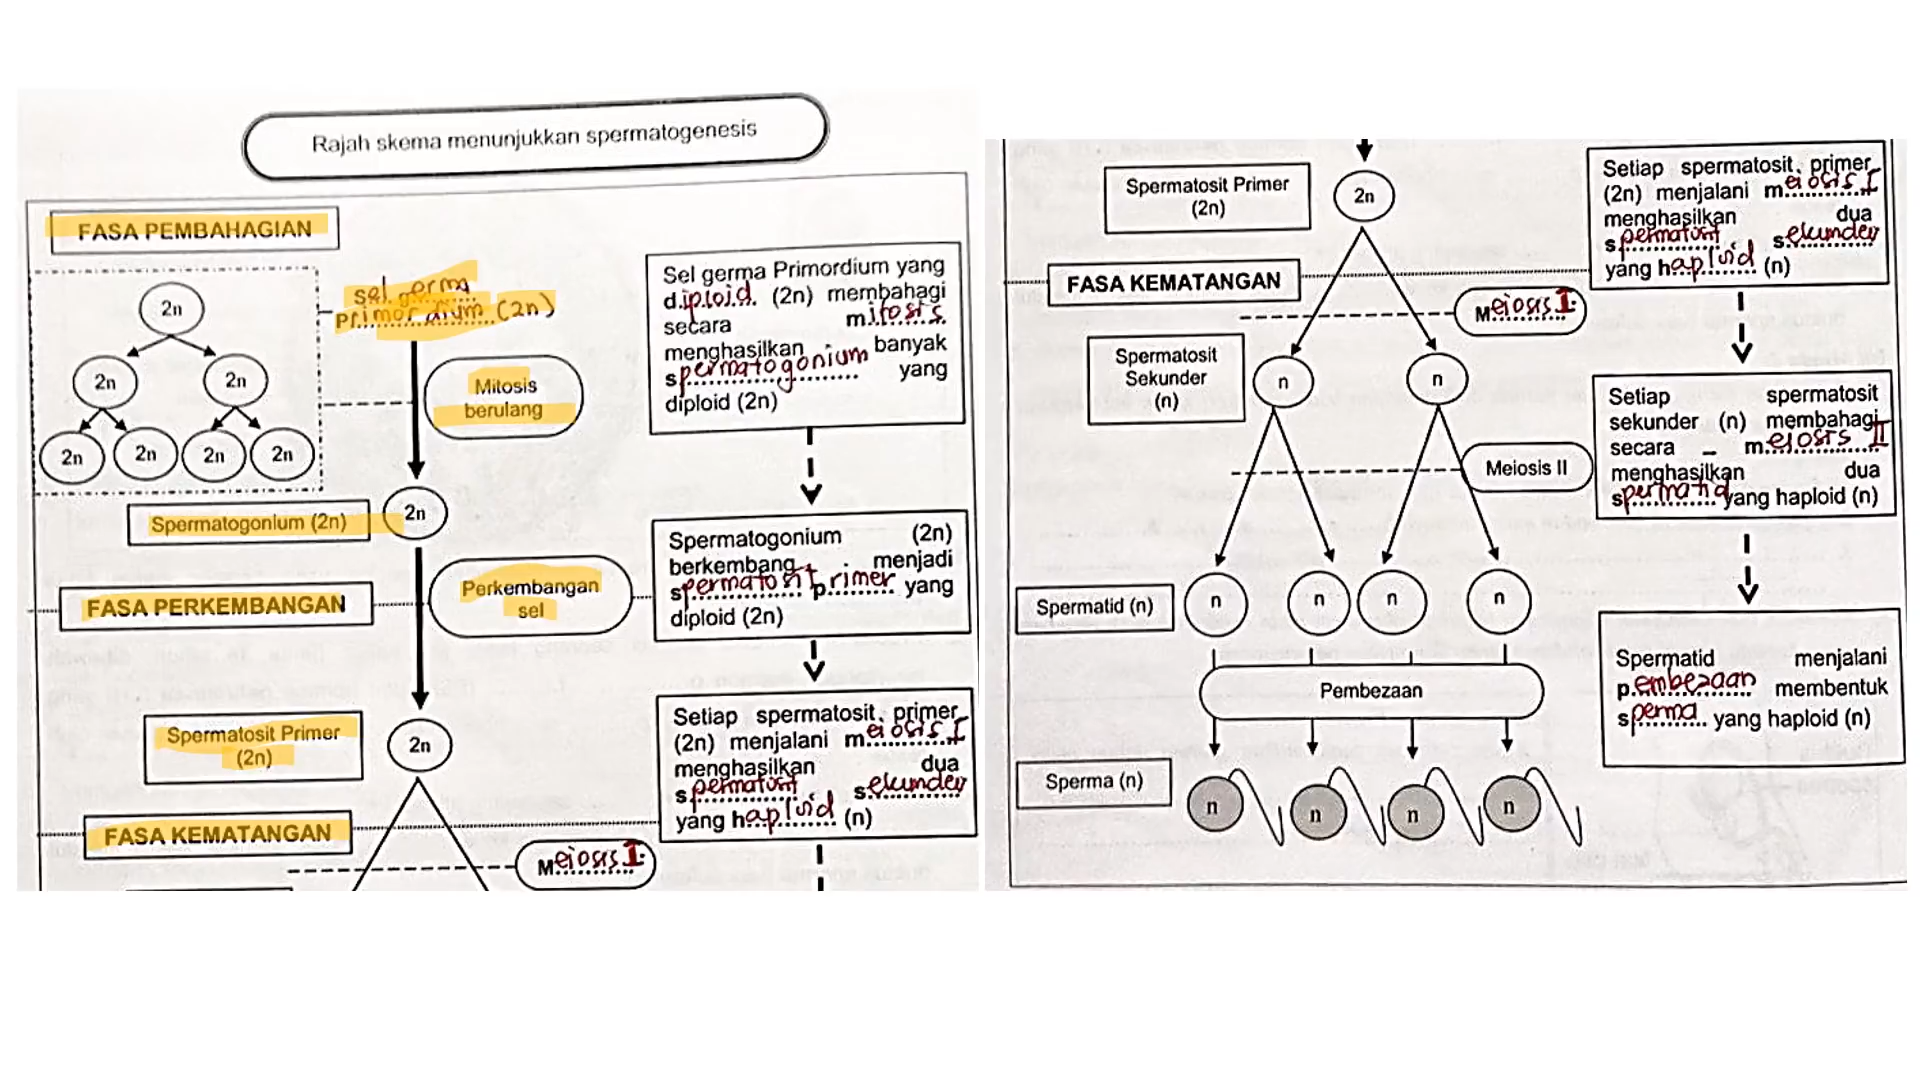 Rajah skema menunjukkan spermatogenesis
FASA PEMBAHAGIAN
2n
2n
2n
2n
2n
2n
2n
sel germa
primordium (2n)
Mitosis
berulang
Spermatogonium (2n)
2n
FASA PERKEMBANGAN
Perkembangan
sel
Spermatosit Primer
(2n)
2n
FASA KEMATANGAN
Meiosis I
Sel germa Primordium yang
diploid (2n) membahagi
secara mitosis
menghasilkan banyak
spermatogonium yang
diploid (2n)
Spermatogonium (2n)
berkembang menjadi
spermatosit primer yang
diploid (2n)
Setiap spermatosit primer
(2n) menjalani meiosis I
menghasilkan dua
spermatosit sekunder
yang haploid (n)
Spermatosit Primer
(2n)
2n
FASA KEMATANGAN
Meiosis I
Spermatosit
Sekunder
(n)
n
n
Meiosis II
Spermatid (n)
n
n
n
n
Pembezaan
Sperma (n)
n
n
n
n
Setiap spermatosit primer
(2n) menjalani meiosis I
menghasilkan dua
spermatosit sekunder
yang haploid (n)
Setiap spermatosit
sekunder (n) membahagi
secara meiosis II
menghasilkan dua
spermatid yang haploid (n)
Spermatid menjalani
pembezaan membentuk
sperma yang haploid (n)